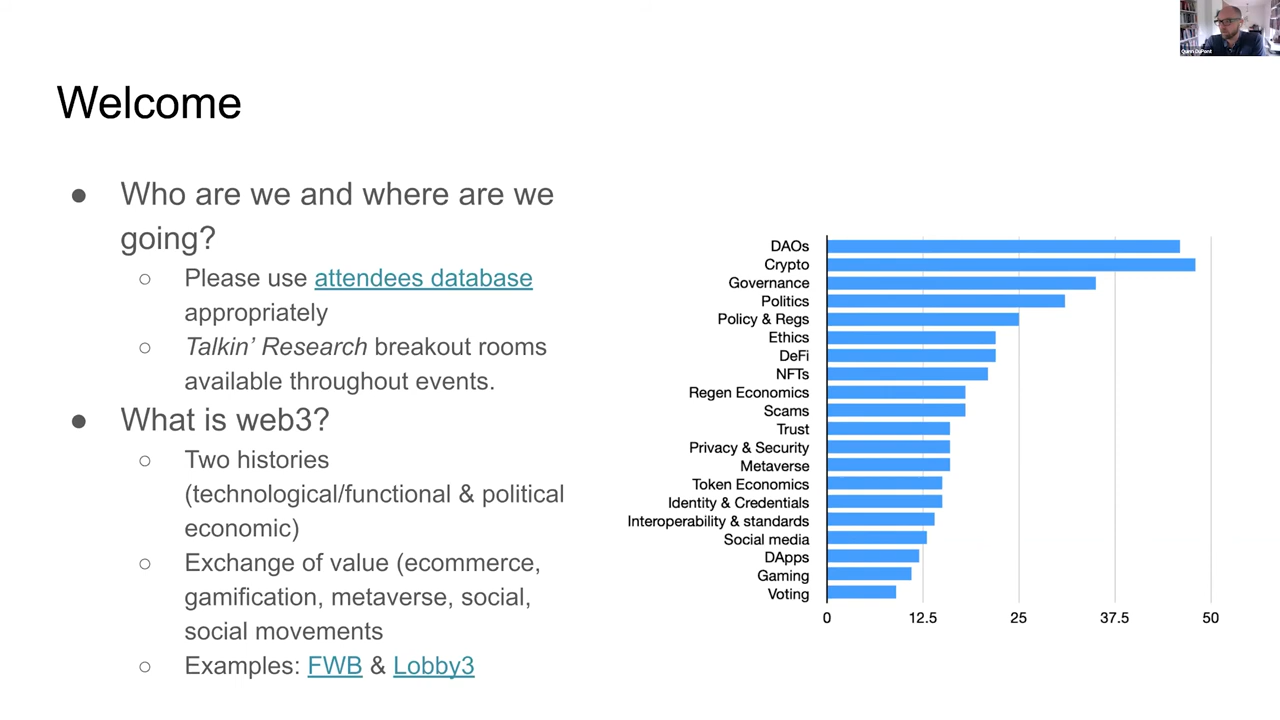 Quinn DuPont
Welcome
● Who are we and where are we
going?
○ Please use attendees database
appropriately
○ Talkin’ Research breakout rooms
available throughout events.
● What is web3?
○ Two histories
(technological/functional & political
economic)
○ Exchange of value (ecommerce,
gamification, metaverse, social,
social movements
○ Examples: FWB & Lobby3
DAOs
Crypto
Governance
Politics
Policy & Regs
Ethics
DeFi
NFTs
Regen Economics
Scams
Trust
Privacy & Security
Metaverse
Token Economics
Identity & Credentials
Interoperability & standards
Social media
DApps
Gaming
Voting
0 12.5 25 37.5 50